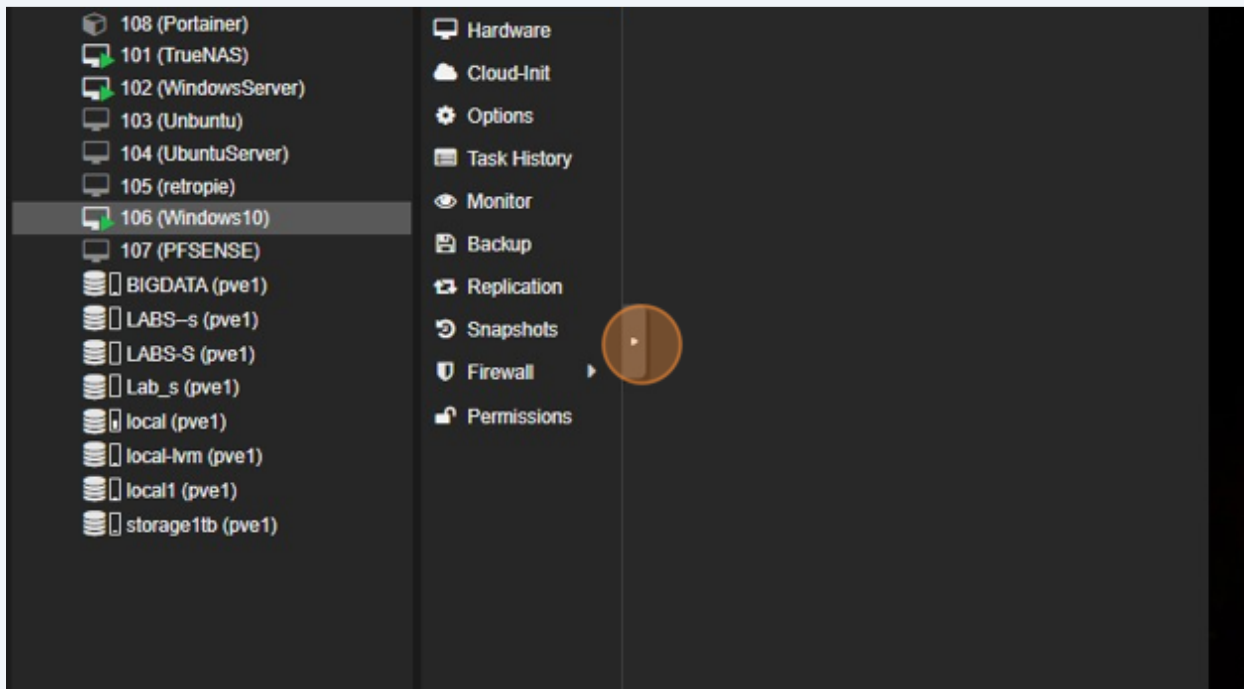 108 (Portainer)
101 (TrueNAS)
102 (WindowsServer)
103 (Unbuntu)
104 (UbuntuServer)
105 (retropie)
106 (Windows10)
107 (PFSENSE)
BIGDATA (pve1)
LABS--s (pve1)
LABS-S (pve1)
Lab_s (pve1)
local (pve1)
local-lvm (pve1)
local1 (pve1)
storage1tb (pve1)
Hardware
Cloud-Init
Options
Task History
Monitor
Backup
Replication
Snapshots
Firewall
Permissions